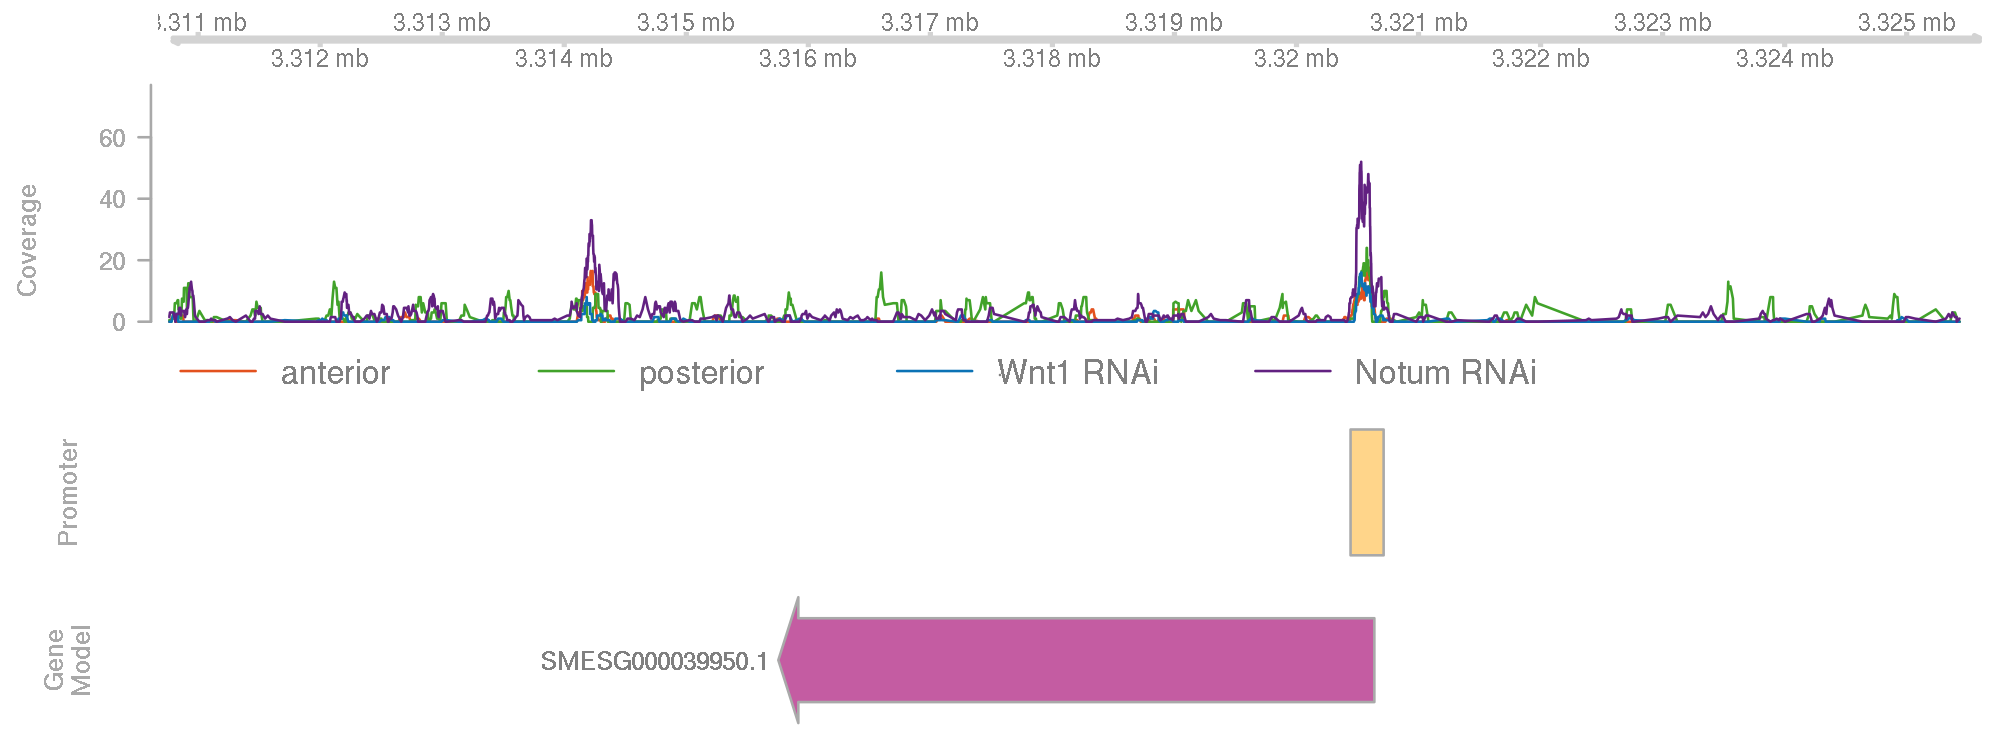 3.311 mb 3.313 mb 3.315 mb 3.317 mb 3.319 mb 3.321 mb 3.323 mb 3.325 mb
3.312 mb 3.314 mb 3.316 mb 3.318 mb 3.32 mb 3.322 mb 3.324 mb
Coverage
60
40
20
0
anterior posterior Wnt1 RNAi Notum RNAi
Promoter
0
Gene
Model
SMESG000039950.1